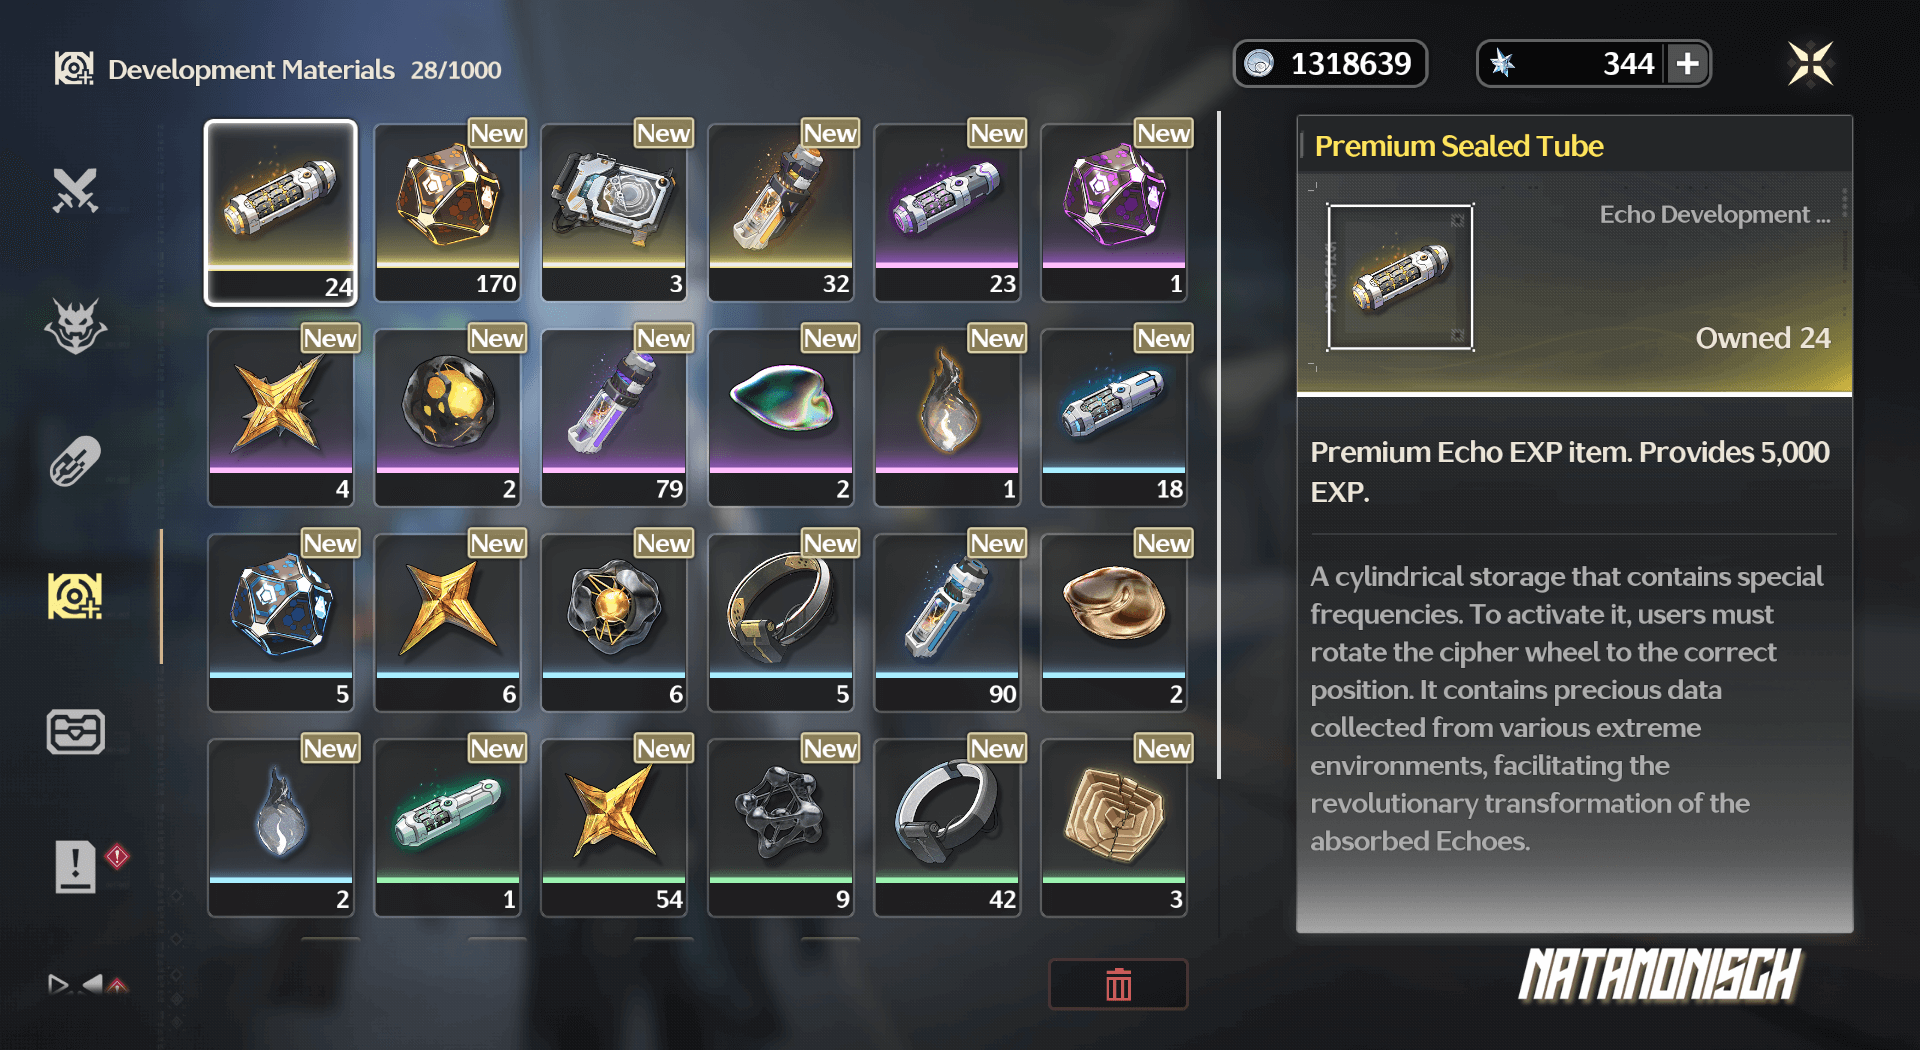 Development Materials 28/1000
1318639
344
New New New New New
24 170 3 32 23 1
New New New New New New
4 2 79 2 1 18
New New New New New New
5 6 6 5 90 2
New New New New New New
2 1 54 9 42 3
Premium Sealed Tube
Echo Development ...
Owned 24
Premium Echo EXP item. Provides 5,000
EXP.
A cylindrical storage that contains special
frequencies. To activate it, users must
rotate the cipher wheel to the correct
position. It contains precious data
collected from various extreme
environments, facilitating the
revolutionary transformation of the
absorbed Echoes.
NATAMONISCH